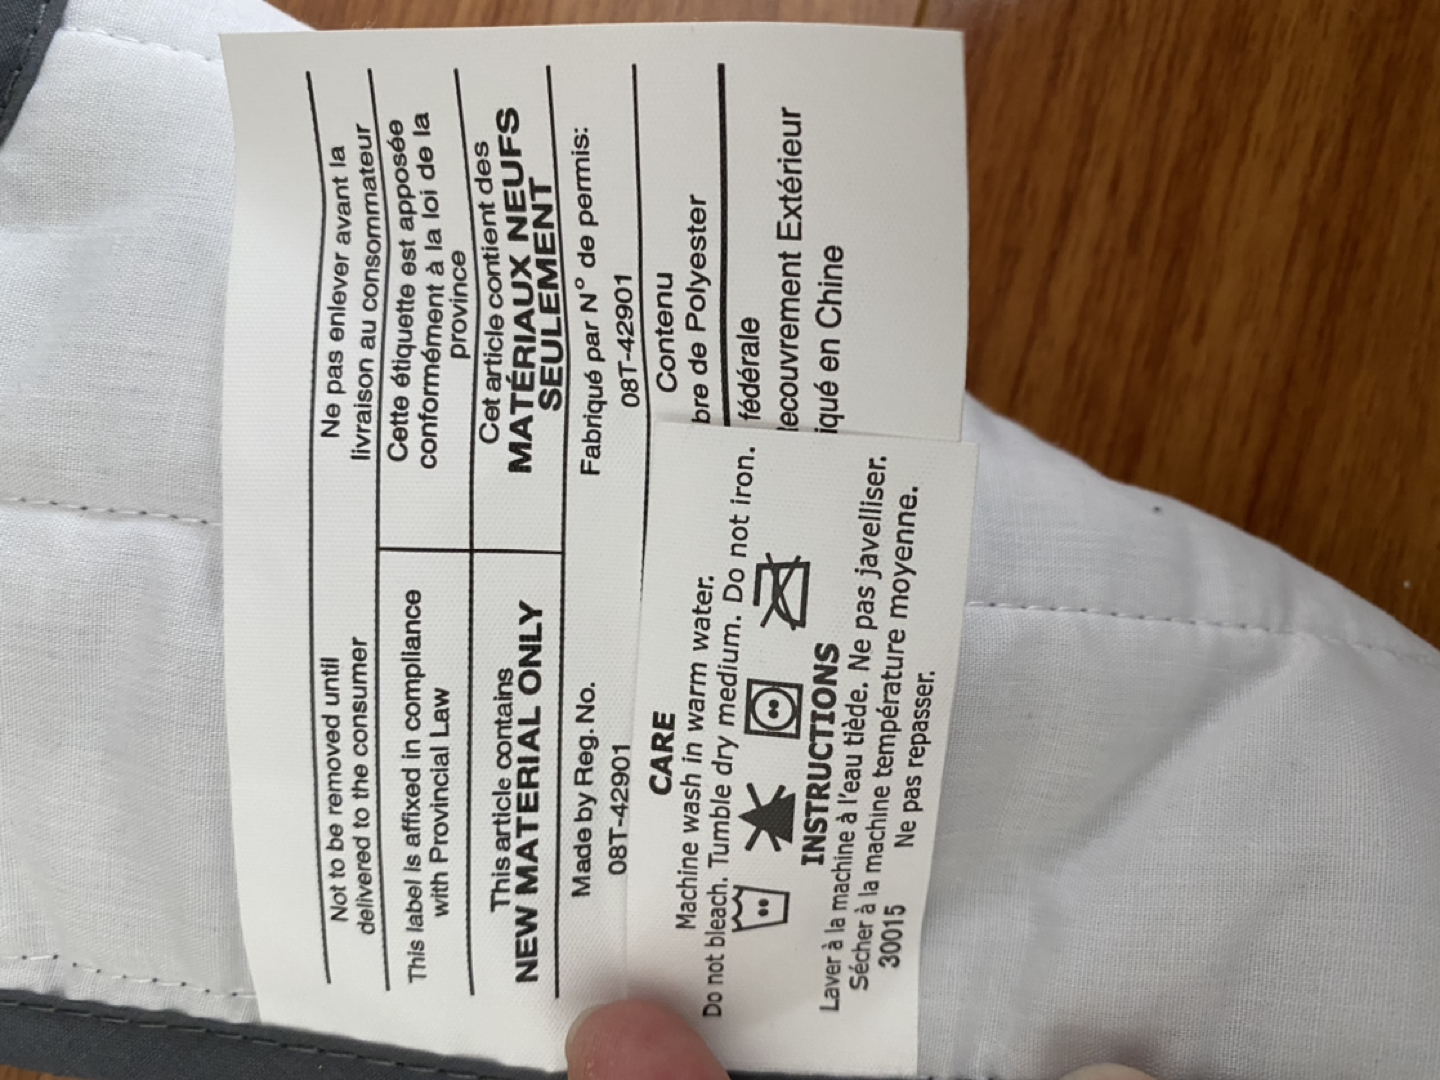 Not to be removed until
delivered to the consumer
Ne pas enlever avant la
livraison au consommateur
This label is affixed in compliance
with Provincial Law
Cette étiquette est apposée
conformément à la loi de la
province
This article contains
NEW MATERIAL ONLY
Cet article contient des
MATÉRIAUX NEUFS
SEULEMENT
Made by Reg. No.
08T-42901
Fabriqué par N° de permis:
08T-42901
Contenu
bre de Polyester
fédérale
ecouvrement Extérieur
iqué en Chine
CARE
Machine wash in warm water.
Do not bleach. Tumble dry medium. Do not iron.
INSTRUCTIONS
Laver à la machine à l'eau tiède. Ne pas javelliser.
Sécher à la machine température moyenne.
30015 Ne pas repasser.